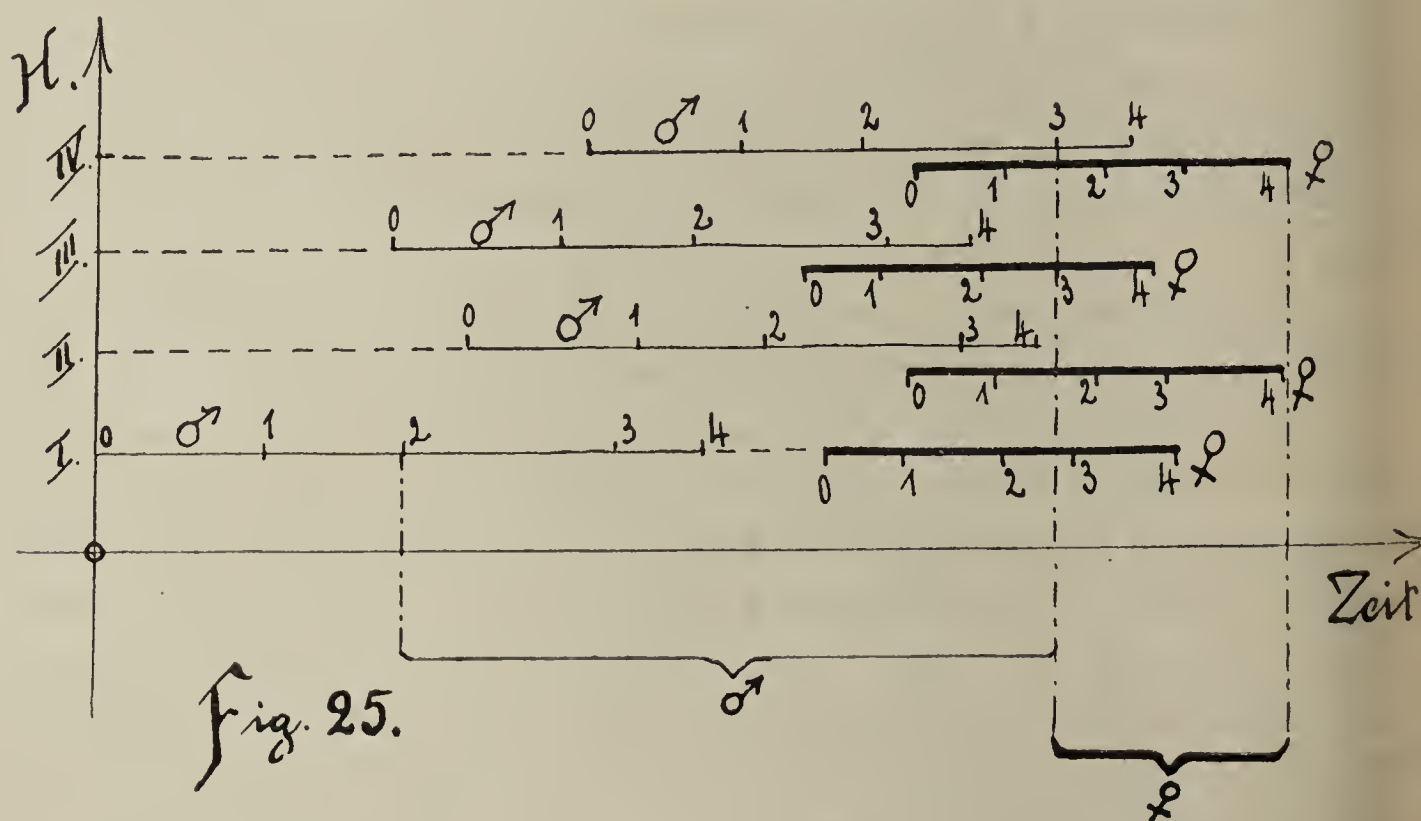 H.
0 ♂ 1 2 3 4
IV.
0 1 2 3 4 ♀
0 ♂ 1 2 3 4
III.
0 1 2 3 4 ♀
0 ♂ 1 2 3 4
II.
0 1 2 3 4 ♀
0 ♂ 1 2 3 4
I.
0 1 2 3 4 ♀
Zeit
♂
Fig. 25.
♀